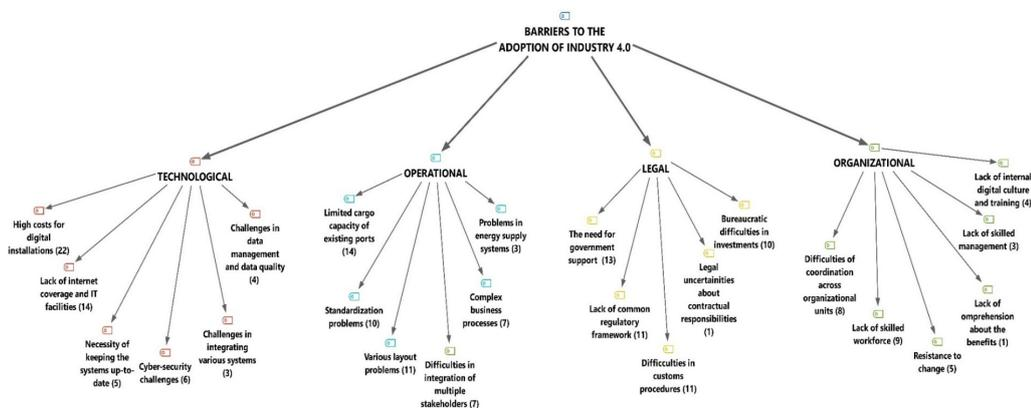 BARRIERS TO THE
ADOPTION OF INDUSTRY 4.0
TECHNOLOGICAL
High costs for
digital
installations (22)
Lack of internet
coverage and IT
facilities (14)
Necessity of
keeping the
systems up-to-
date (5)
Cyber-security
challenges (6)
Challenges in
integrating
various systems
(3)
Challenges in
data
management
and data quality
(4)
OPERATIONAL
Limited cargo
capacity of
existing ports
(14)
Standardization
problems (10)
Various layout
problems (11)
Difficulties in
integration of
multiple
stakeholders (7)
Complex
business
processes (7)
Problems in
energy supply
systems (3)
LEGAL
The need for
government
support (13)
Lack of common
regulatory
framework (11)
Difficculties in
customs
procedures (11)
Legal
uncertainities
about
contractual
responsibilities
(1)
Bureaucratic
difficulties in
investments (10)
ORGANIZATIONAL
Difficulties of
coordination
across
organizational
units (8)
Lack of skilled
workforce (9)
Resistance to
change (5)
Lack of
omprehension
about the
benefits (1)
Lack of skilled
management (3)
Lack of internal
digital culture
and training (4)